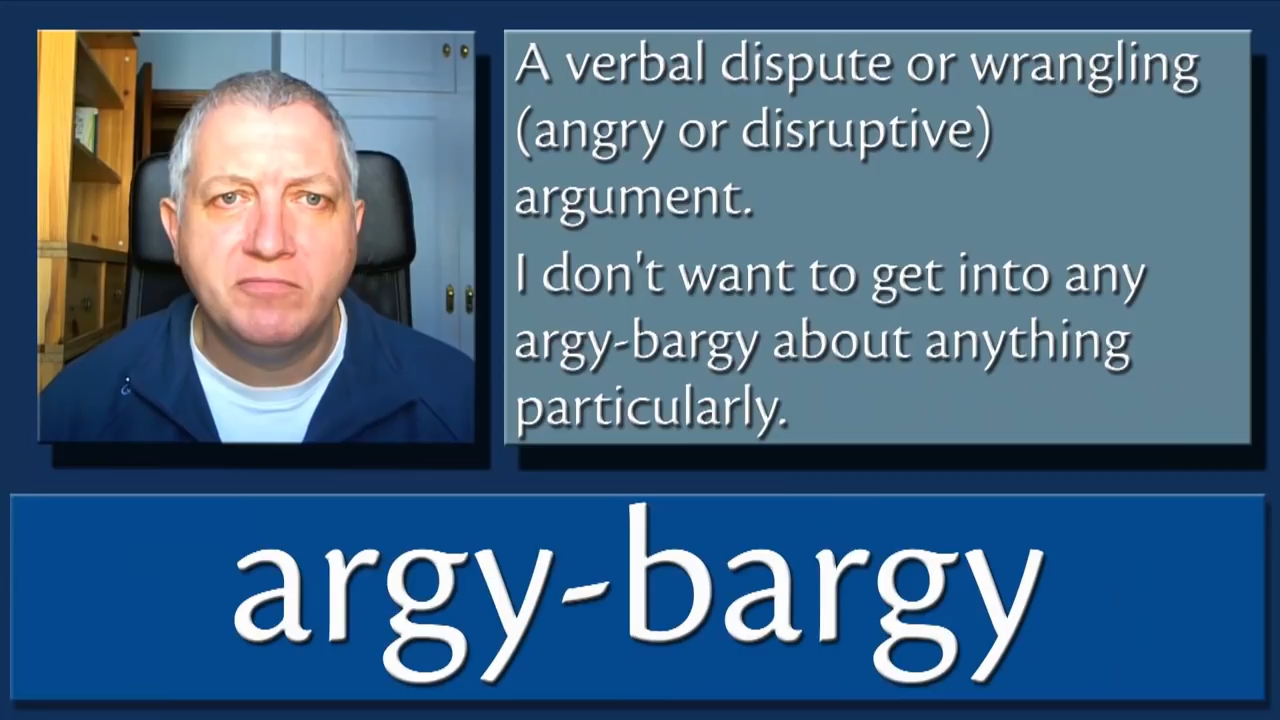 A verbal dispute or wrangling
(angry or disruptive)
argument.
I don't want to get into any
argy-bargy about anything
particularly.
argy-bargy